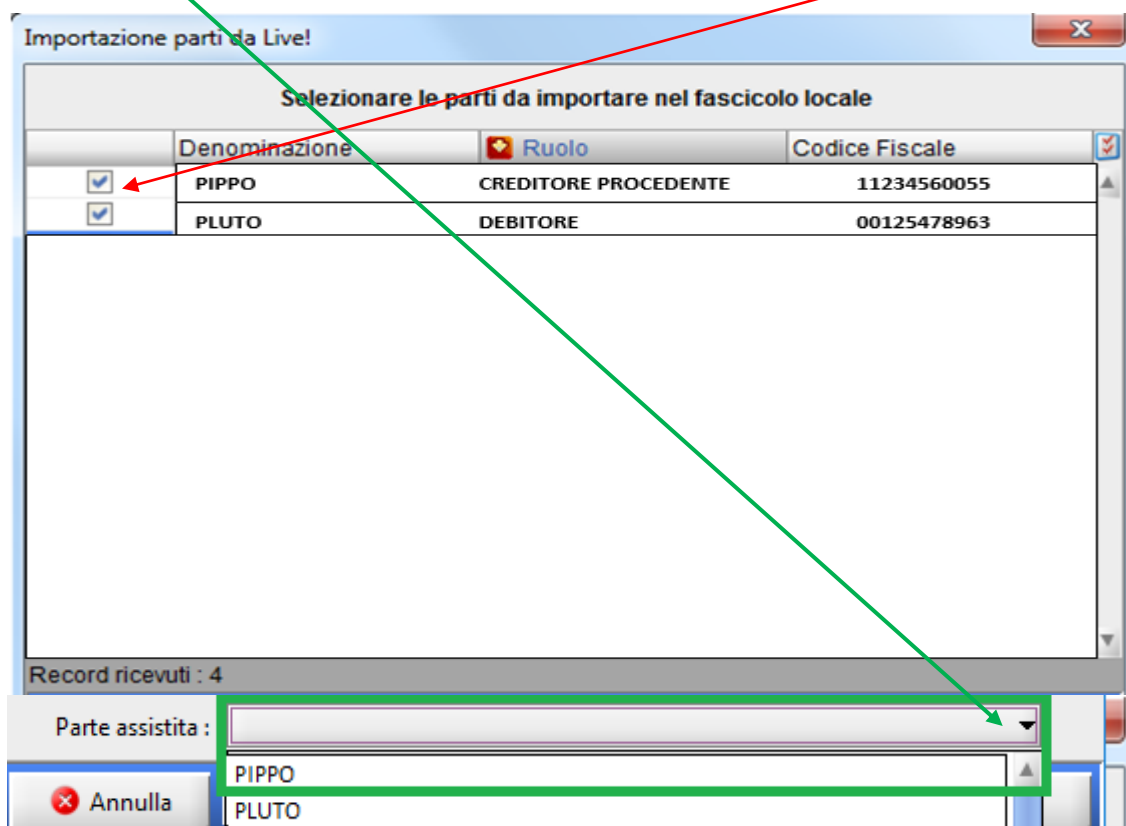 Importazione parti da Live!
Selezionare le parti da importare nel fascicolo locale
Denominazione Ruolo Codice Fiscale
PIPPO CREDITORE PROCEDENTE 11234560055
PLUTO DEBITORE 00125478963
Record ricevuti : 4
Parte assistita :
PIPPO
Annulla
PLUTO